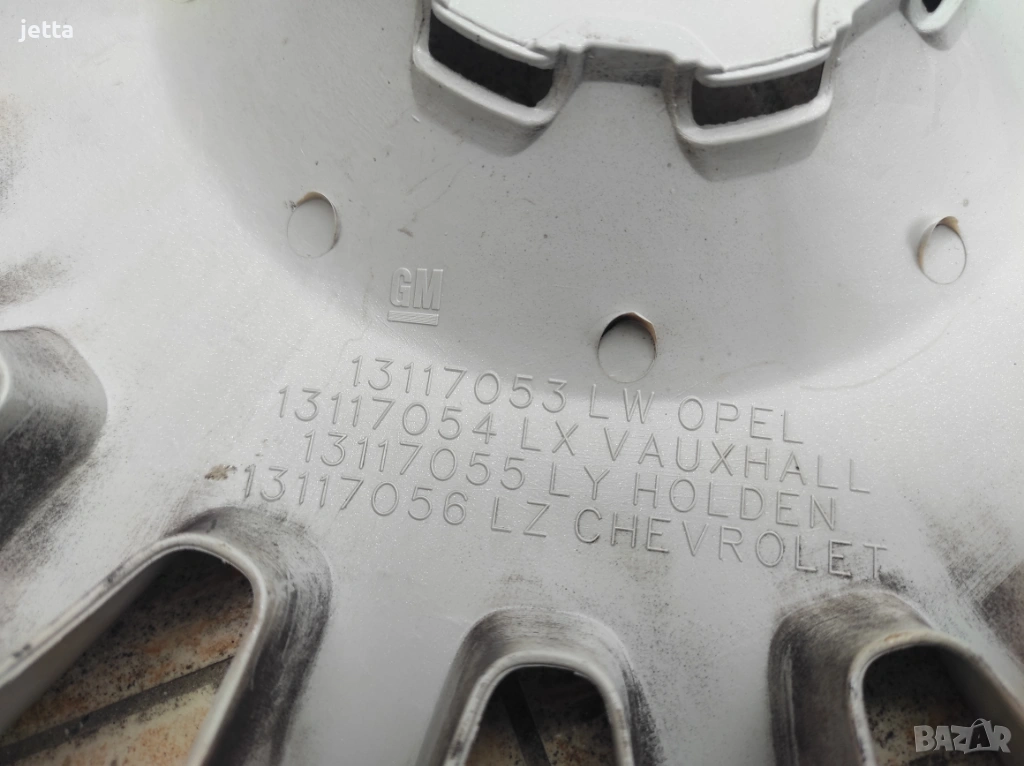 jetta
GM
13117053 LW OPEL
13117054 LX VAUXHALL
13117055 LY HOLDEN
13117056 LZ CHEVROLET
BAZAR